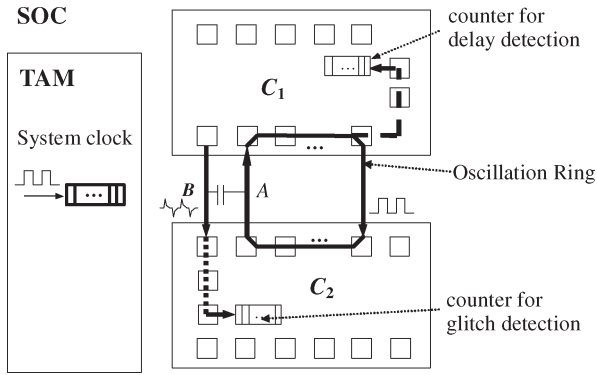 SOC
TAM
System clock
...
C1
...
counter for
delay detection
B
A
...
Oscillation Ring
...
C2
counter for
glitch detection